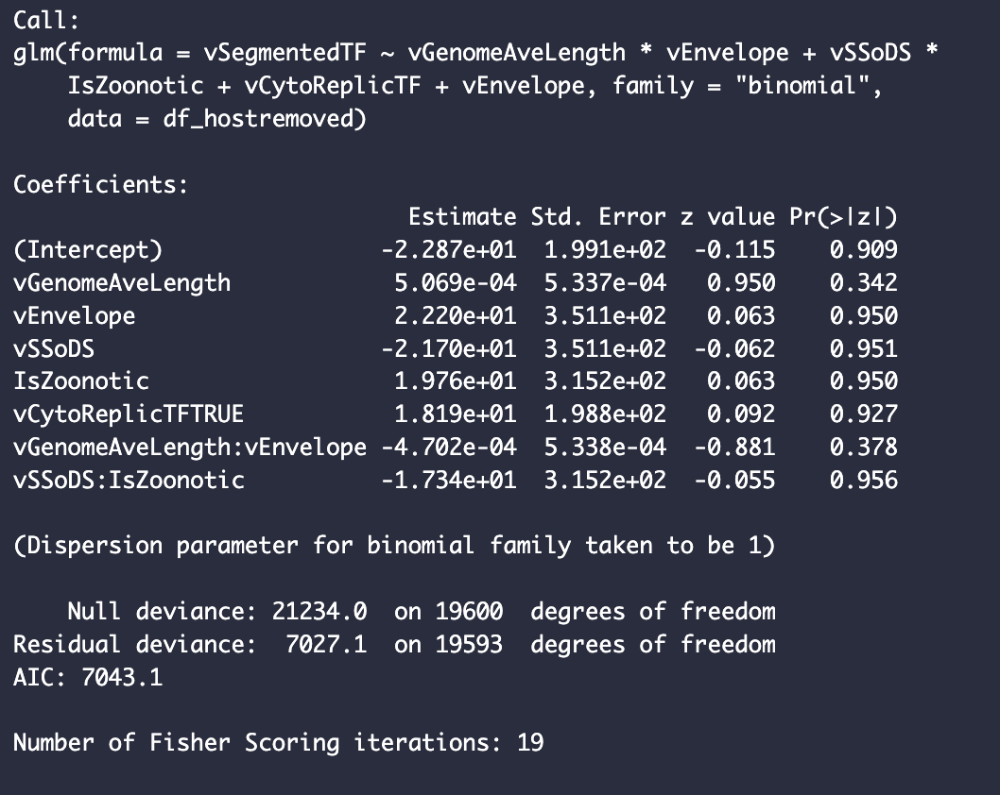 Call:
glm(formula = vSegmentedTF ~ vGenomeAveLength * vEnvelope + vSSoDS *
    IsZoonotic + vCytoReplicTF + vEnvelope, family = "binomial",
    data = df_hostremoved)

Coefficients:
                             Estimate Std. Error z value Pr(>|z|)
(Intercept)                -2.287e+01  1.991e+02  -0.115    0.909
vGenomeAveLength            5.069e-04  5.337e-04   0.950    0.342
vEnvelope                   2.220e+01  3.511e+02   0.063    0.950
vSSoDS                     -2.170e+01  3.511e+02  -0.062    0.951
IsZoonotic                  1.976e+01  3.152e+02   0.063    0.950
vCytoReplicTFTRUE           1.819e+01  1.988e+02   0.092    0.927
vGenomeAveLength:vEnvelope -4.702e-04  5.338e-04  -0.881    0.378
vSSoDS:IsZoonotic          -1.734e+01  3.152e+02  -0.055    0.956

(Dispersion parameter for binomial family taken to be 1)

    Null deviance: 21234.0  on 19600  degrees of freedom
Residual deviance:  7027.1  on 19593  degrees of freedom
AIC: 7043.1

Number of Fisher Scoring iterations: 19